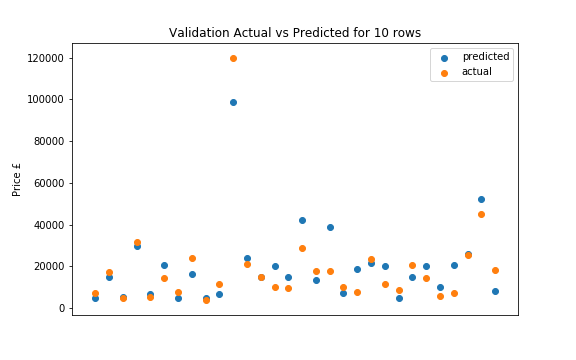 Validation Actual vs Predicted for 10 rows
120000
100000
80000
60000
40000
20000
0
Price £
predicted
actual